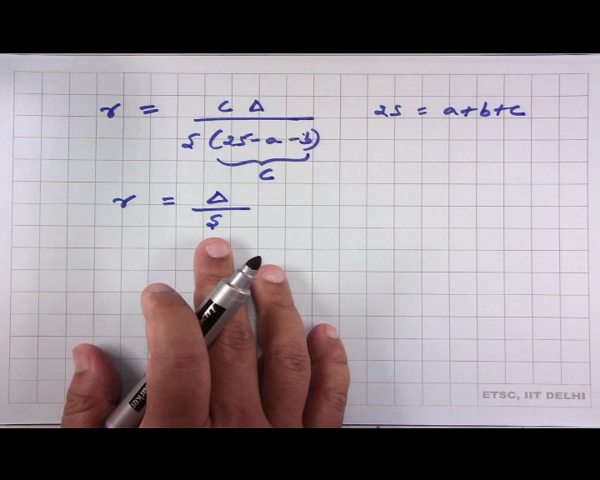 r = c Δ / s (2s - a - b)   2s = a+b+c
c
r = Δ / s
ETSC, IIT DELHI